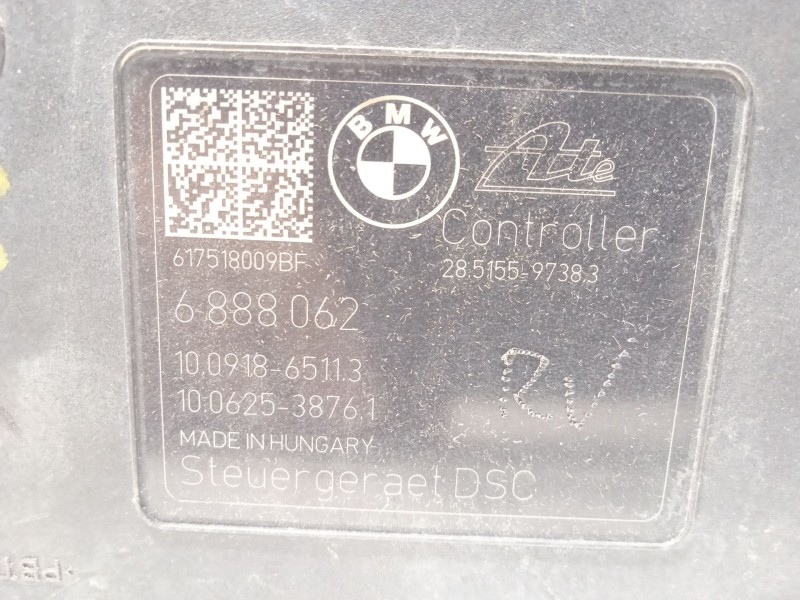 BMW
Ate
Controller
617518009BF
28.5155-9738.3
6 888 062
10.0918-6511.3
10.0625-3876.1
RV
MADE IN HUNGARY
Steuergeraet DSC